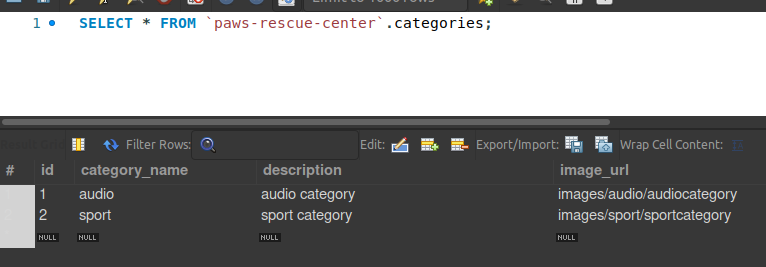 1 SELECT * FROM `paws-rescue-center`.categories;
Filter Rows: Edit: Export/Import: Wrap Cell Content:
# id category_name description image_url
1 audio audio category images/audio/audiocategory
2 sport sport category images/sport/sportcategory
NULL NULL NULL NULL